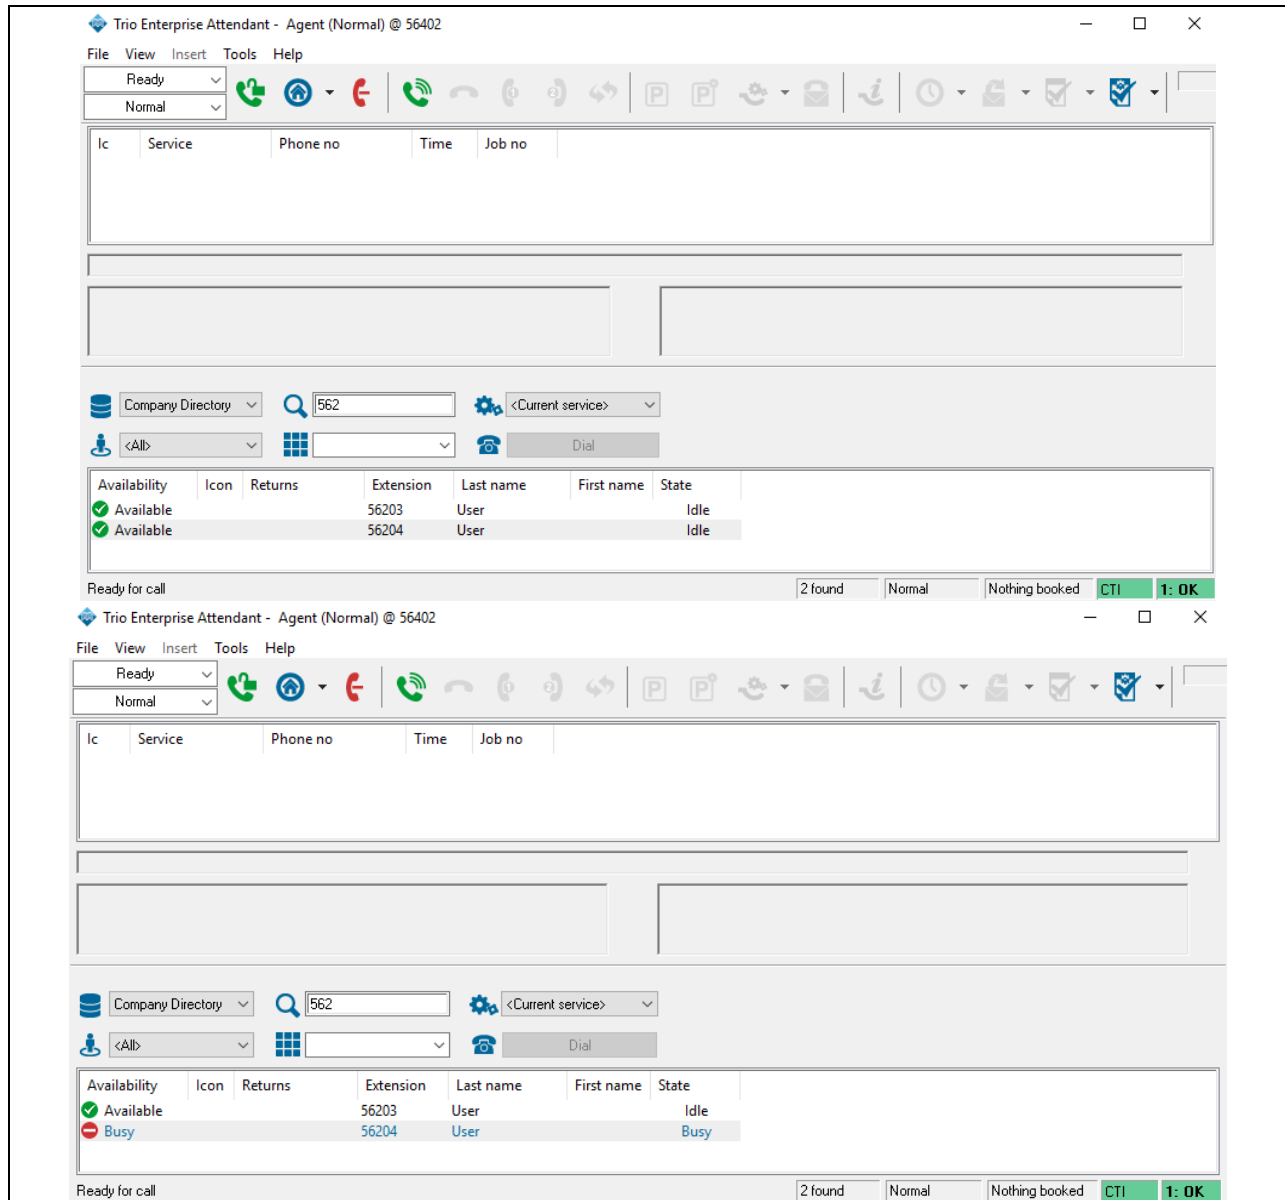 Trio Enterprise Attendant - Agent (Normal) @ 56402
File View Insert Tools Help
Ready
Normal
Ic Service Phone no Time Job no
Company Directory 562 <Current service>
<All> Dial
Availability Icon Returns Extension Last name First name State
Available 56203 User Idle
Available 56204 User Idle
Ready for call 2 found Normal Nothing booked CTI 1: OK
Trio Enterprise Attendant - Agent (Normal) @ 56402
File View Insert Tools Help
Ready
Normal
Ic Service Phone no Time Job no
Company Directory 562 <Current service>
<All> Dial
Availability Icon Returns Extension Last name First name State
Available 56203 User Idle
Busy 56204 User Busy
Ready for call 2 found Normal Nothing booked CTI 1: OK